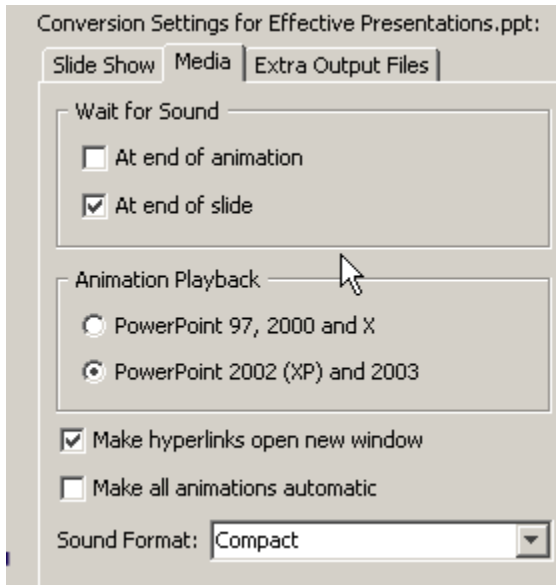 Conversion Settings for Effective Presentations.ppt:
Slide Show Media Extra Output Files
Wait for Sound
At end of animation
At end of slide
Animation Playback
PowerPoint 97, 2000 and X
PowerPoint 2002 (XP) and 2003
Make hyperlinks open new window
Make all animations automatic
Sound Format: Compact